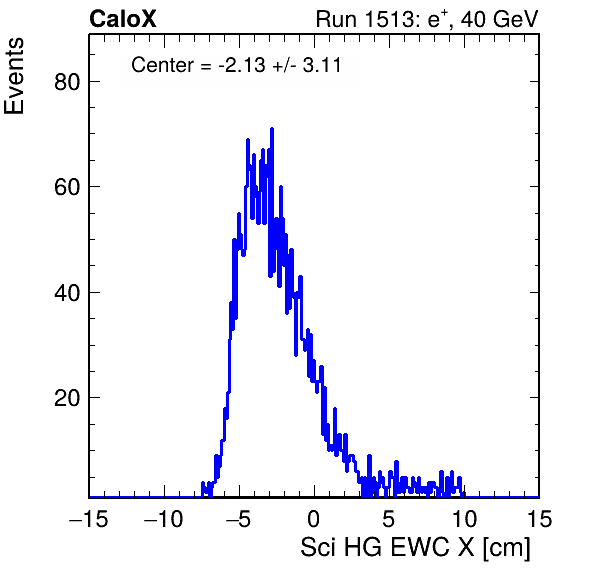 CaloX Run 1513: e+, 40 GeV
Center = -2.13 +/- 3.11
Events
80
60
40
20
−15 −10 −5 0 5 10 15
Sci HG EWC X [cm]